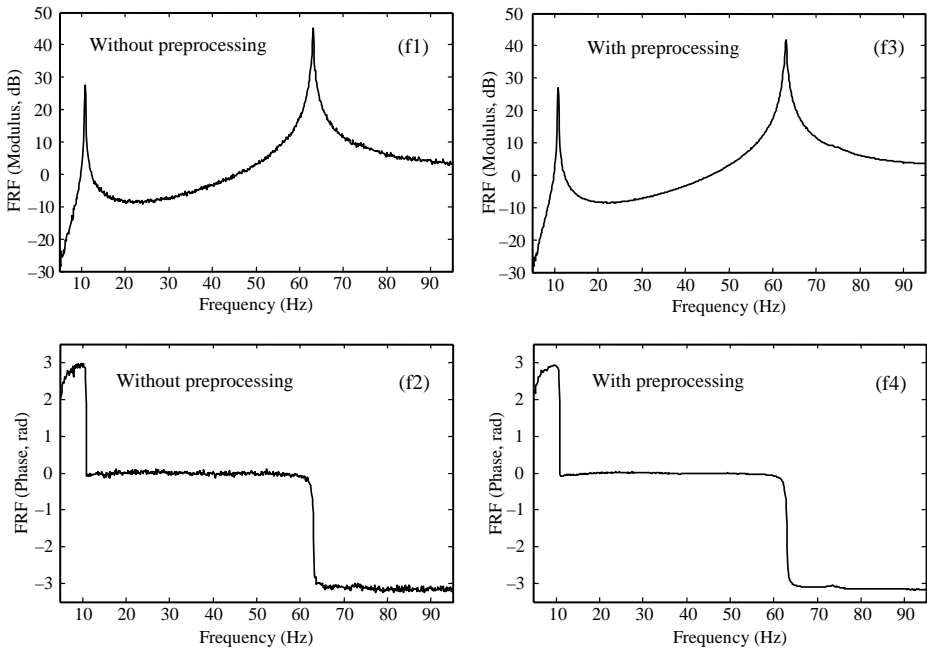 50
40
30
20
10
0
–10
–20
–30
FRF (Modulus, dB)
Without preprocessing
(f1)
10 20 30 40 50 60 70 80 90
Frequency (Hz)
50
40
30
20
10
0
–10
–20
–30
FRF (Modulus, dB)
With preprocessing
(f3)
10 20 30 40 50 60 70 80 90
Frequency (Hz)
3
2
1
0
–1
–2
–3
FRF (Phase, rad)
Without preprocessing
(f2)
10 20 30 40 50 60 70 80 90
Frequency (Hz)
3
2
1
0
–1
–2
–3
FRF (Phase, rad)
With preprocessing
(f4)
10 20 30 40 50 60 70 80 90
Frequency (Hz)